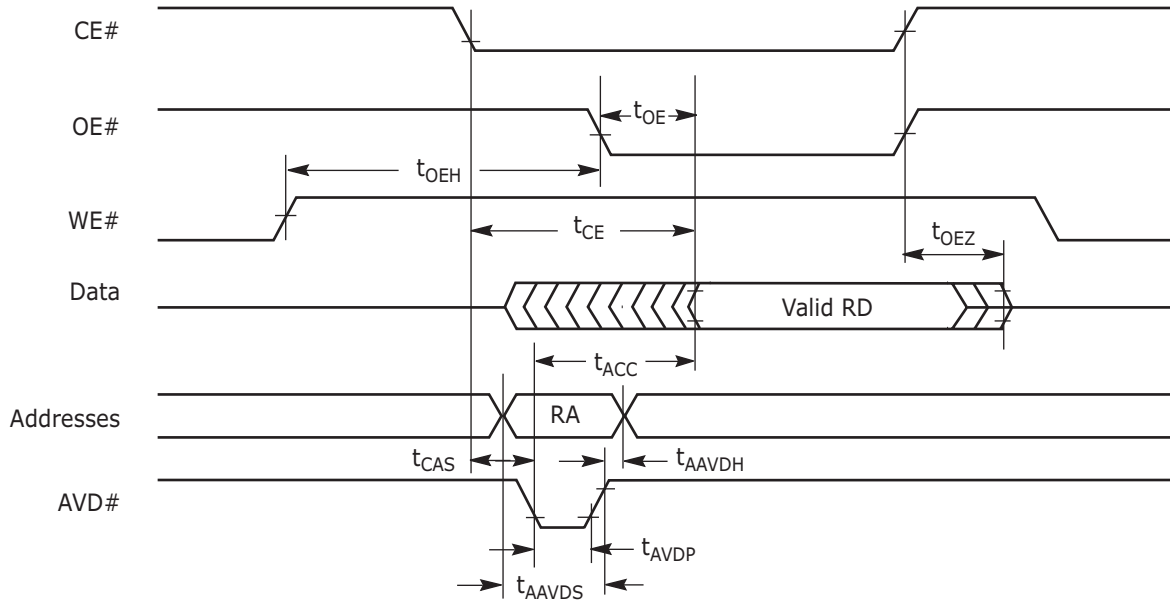 CE#
OE#
tOE
tOEH
WE#
tCE
tOEZ
Data
Valid RD
tACC
Addresses
RA
tCAS
tAAVDH
AVD#
tAVDP
tAAVDS